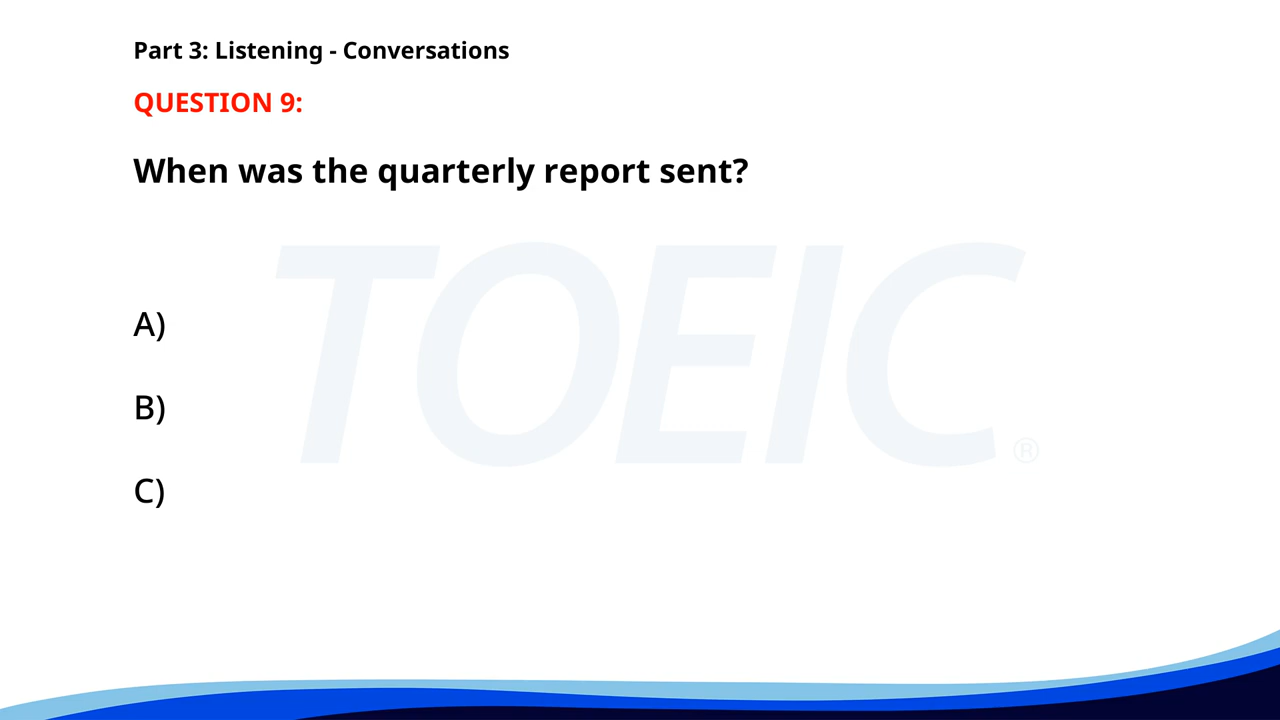 Part 3: Listening - Conversations
QUESTION 9:
When was the quarterly report sent?
TOEIC®
A)
B)
C)